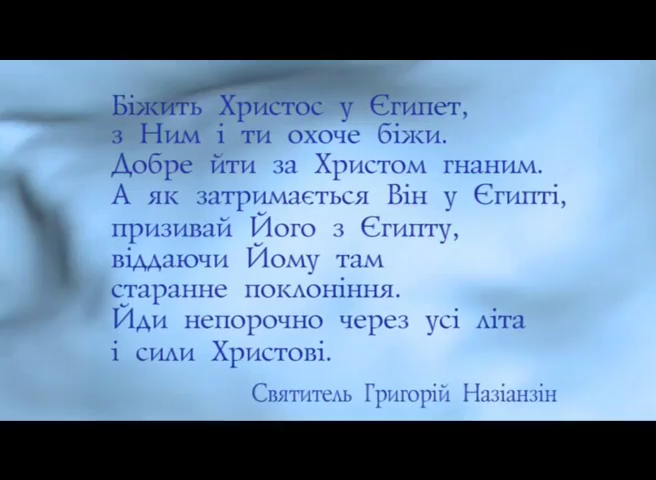 Біжить Христос у Єгипет,
з Ним і ти охоче біжи.
Добре йти за Христом гнаним.
А як затримається Він у Єгипті,
призивай Його з Єгипту,
віддаючи Йому там
старанне поклоніння.
Йди непорочно через усі літа
і сили Христові.
Святитель Григорій Назіанзін